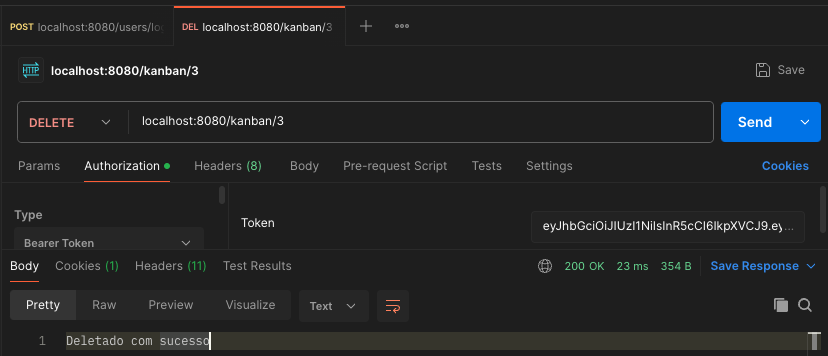 POST localhost:8080/users/lo DEL localhost:8080/kanban/3
HTTP localhost:8080/kanban/3 Save
DELETE localhost:8080/kanban/3 Send
Params Authorization Headers (8) Body Pre-request Script Tests Settings Cookies
Type
Bearer Token
Token eyJhbGciOiJIUzI1NiIsInR5cCI6IkpXVCJ9.ey...
Body Cookies (1) Headers (11) Test Results 200 OK 23 ms 354 B Save Response
Pretty Raw Preview Visualize Text
1 Deletado com sucesso